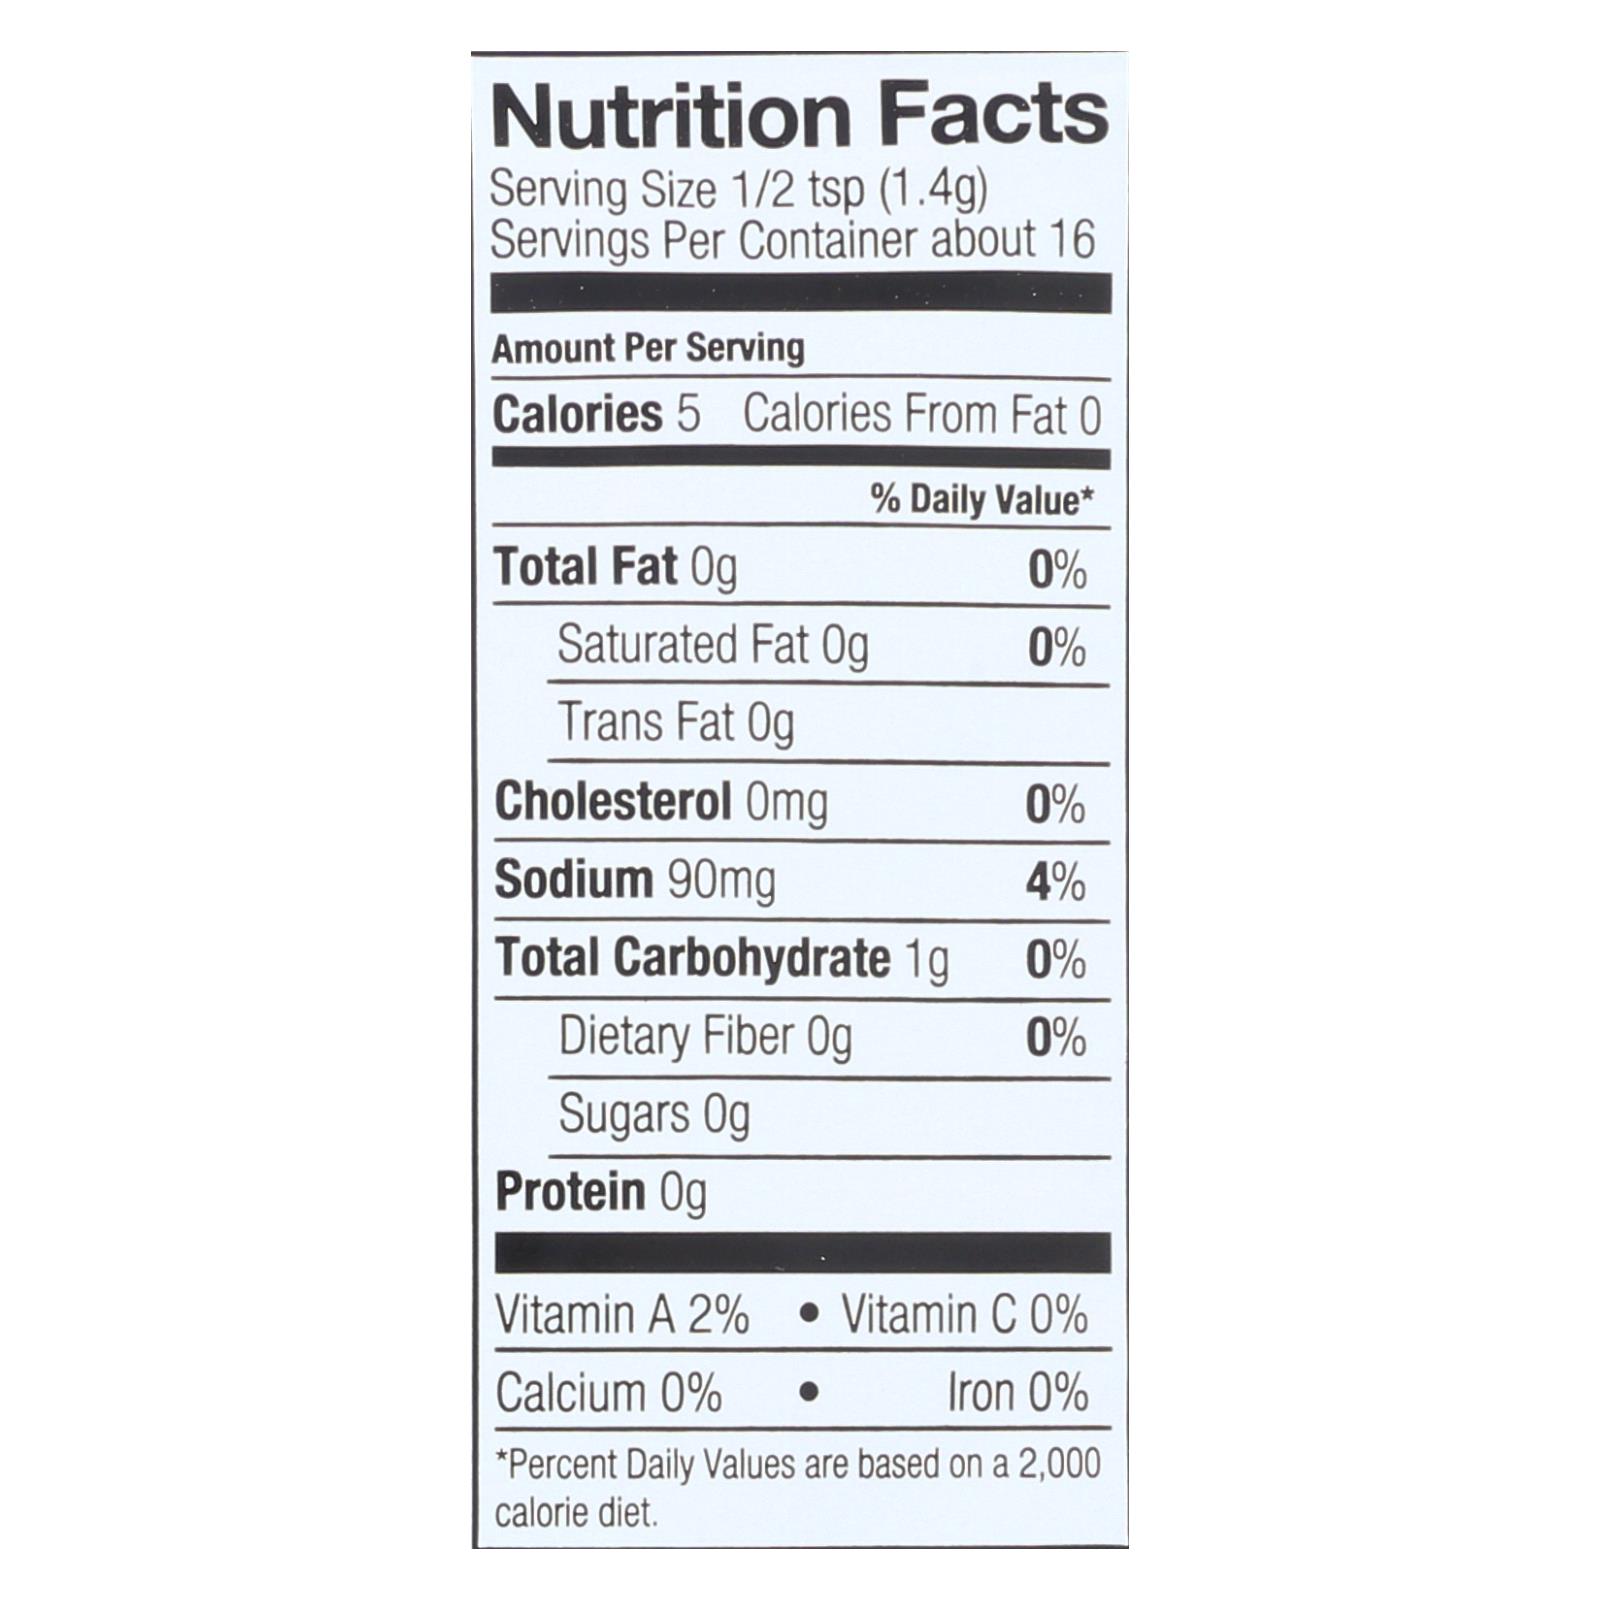 Nutrition Facts
Serving Size 1/2 tsp (1.4g)
Servings Per Container about 16
Amount Per Serving
Calories 5 Calories From Fat 0
% Daily Value*
Total Fat 0g 0%
Saturated Fat 0g 0%
Trans Fat 0g
Cholesterol 0mg 0%
Sodium 90mg 4%
Total Carbohydrate 1g 0%
Dietary Fiber 0g 0%
Sugars 0g
Protein 0g
Vitamin A 2% • Vitamin C 0%
Calcium 0% • Iron 0%
*Percent Daily Values are based on a 2,000
calorie diet.